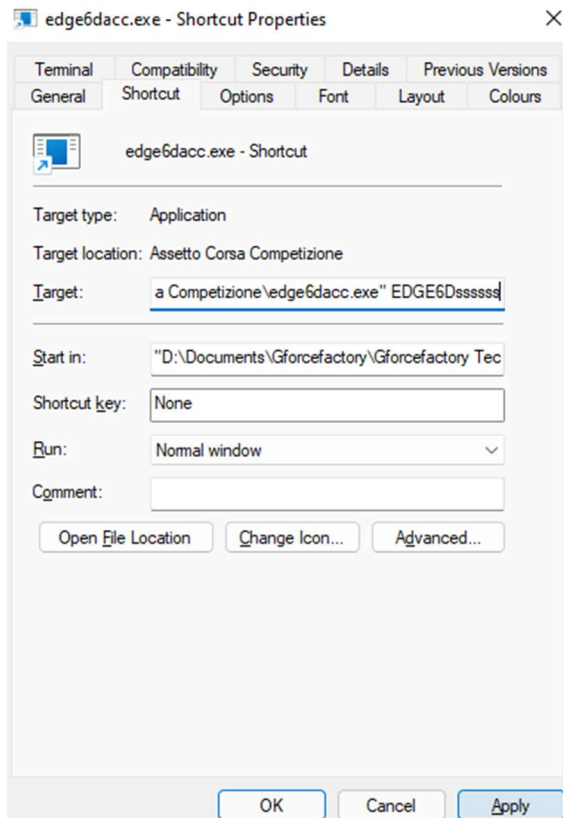 edge6dacc.exe - Shortcut Properties
Terminal Compatibility Security Details Previous Versions
General Shortcut Options Font Layout Colours
edge6dacc.exe - Shortcut
Target type: Application
Target location: Assetto Corsa Competizione
Target: a Competizione\edge6dacc.exe" EDGE6Dssssss
Start in: "D:\Documents\Gforcefactory\Gforcefactory Tec
Shortcut key: None
Run: Normal window
Comment:
Open File Location Change Icon... Advanced...
OK Cancel Apply